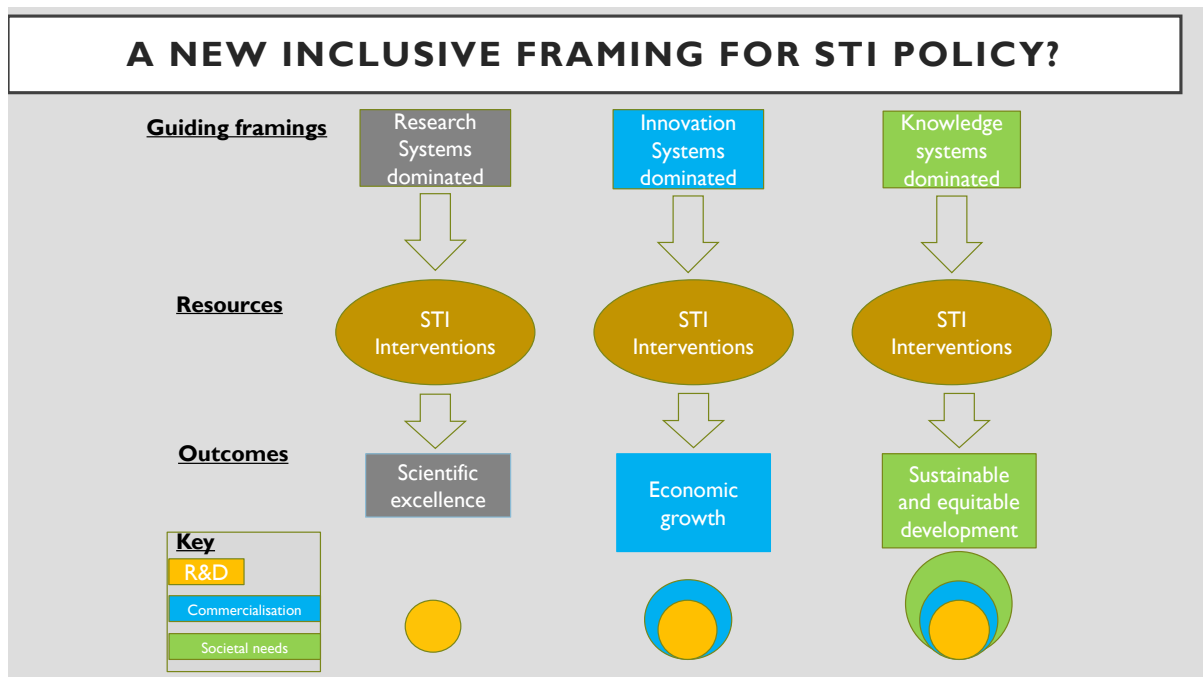 A NEW INCLUSIVE FRAMING FOR STI POLICY?
Guiding framings
Research
Systems
dominated
Innovation
Systems
dominated
Knowledge
systems
dominated
Resources
STI
Interventions
STI
Interventions
STI
Interventions
Outcomes
Scientific
excellence
Economic
growth
Sustainable
and equitable
development
Key
R&D
Commercialisation
Societal needs